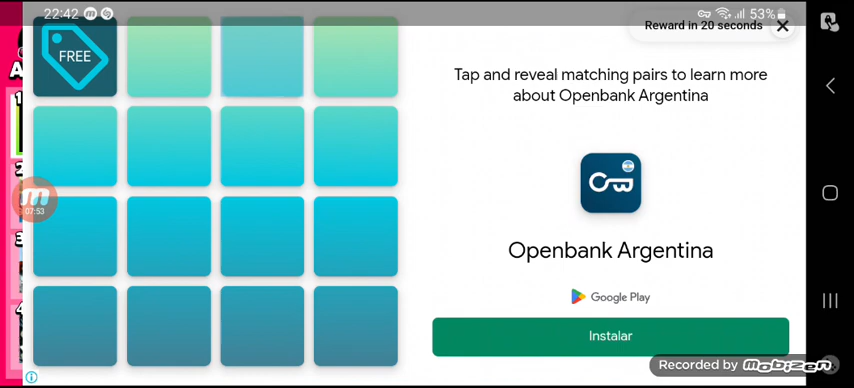 22:42
53%
Reward in 20 seconds
FREE
Tap and reveal matching pairs to learn more
about Openbank Argentina
07:53
Openbank Argentina
Google Play
Instalar
Recorded by mobizen